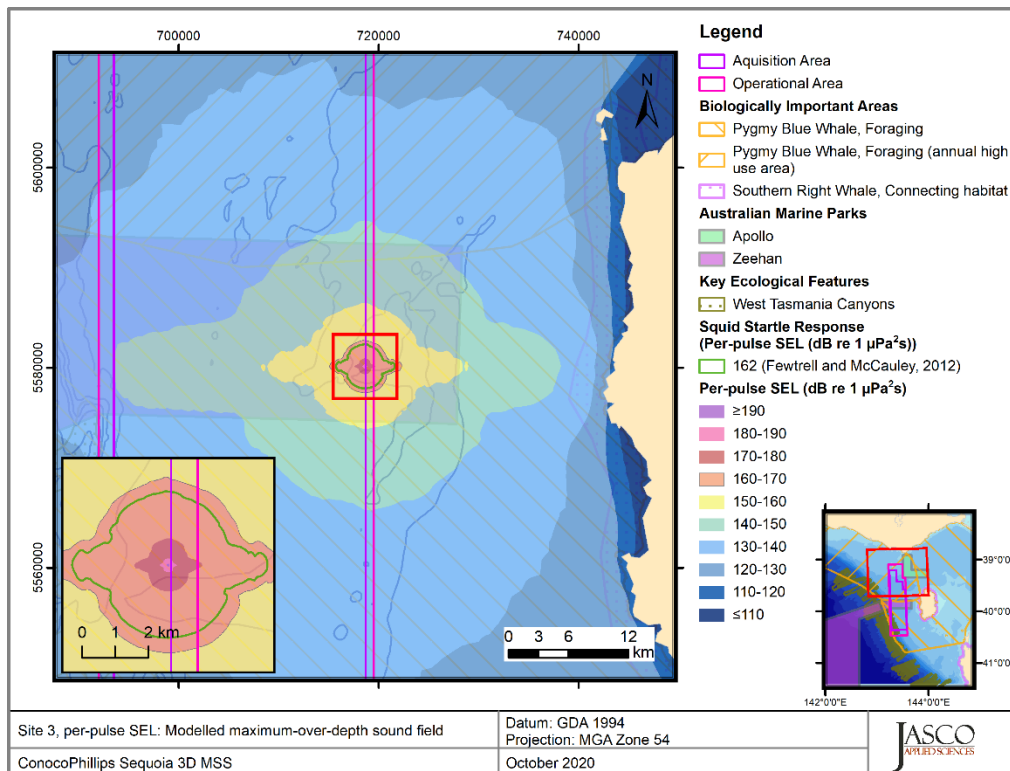 700000
720000
740000
5600000
5580000
5560000
N
0 1 2 km
0 3 6 12
km
Legend
Aquisition Area
Operational Area
Biologically Important Areas
Pygmy Blue Whale, Foraging
Pygmy Blue Whale, Foraging (annual high
use area)
Southern Right Whale, Connecting habitat
Australian Marine Parks
Apollo
Zeehan
Key Ecological Features
West Tasmania Canyons
Squid Startle Response
(Per-pulse SEL (dB re 1 µPa²s))
162 (Fewtrell and McCauley, 2012)
Per-pulse SEL (dB re 1 µPa²s)
≥190
180-190
170-180
160-170
150-160
140-150
130-140
120-130
110-120
≤110
39°0'0"
40°0'0"
41°0'0"
142°0'0"E
144°0'0"E
Site 3, per-pulse SEL: Modelled maximum-over-depth sound field
Datum: GDA 1994
Projection: MGA Zone 54
ConocoPhillips Sequoia 3D MSS
October 2020
JASCO
APPLIED SCIENCES